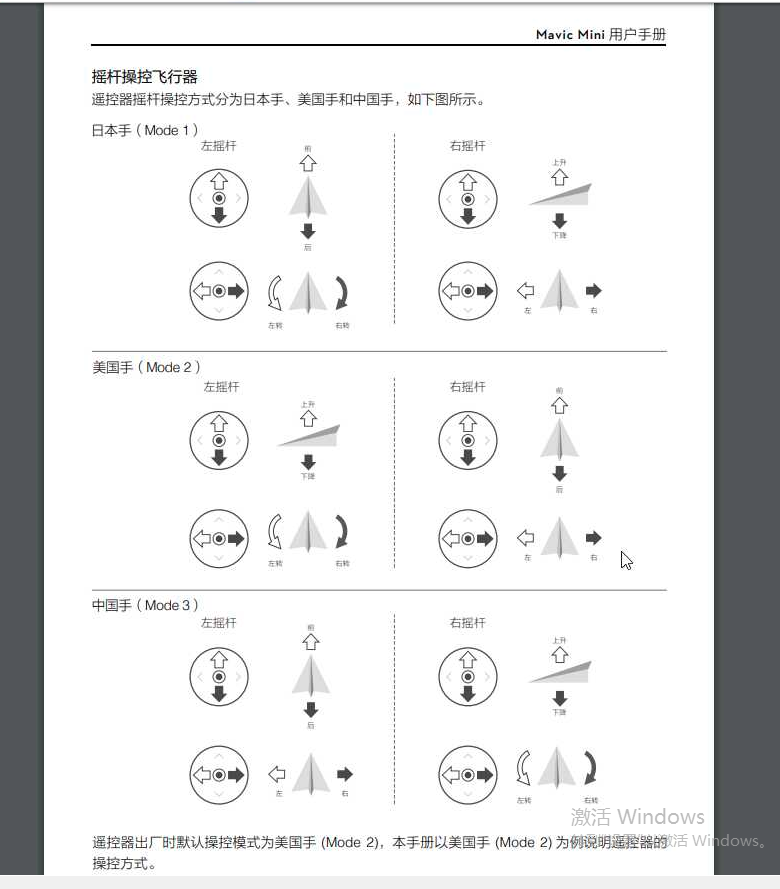 Mavic Mini 用户手册
摇杆操控飞行器
遥控器摇杆操控方式分为日本手、美国手和中国手，如下图所示。
日本手（Mode 1）
左摇杆
右摇杆
前
上升
后
下降
左转
右转
左
右
美国手（Mode 2）
左摇杆
右摇杆
上升
前
下降
后
左转
右转
左
右
中国手（Mode 3）
左摇杆
右摇杆
前
上升
后
下降
左
右
左转
右转
激活 Windows
遥控器出厂时默认操控模式为美国手 (Mode 2)，本手册以美国手 (Mode 2) 为例说明遥控器的
激活 Windows。
操控方式。